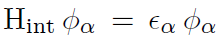 H_int ϕ_α = ϵ_α ϕ_α